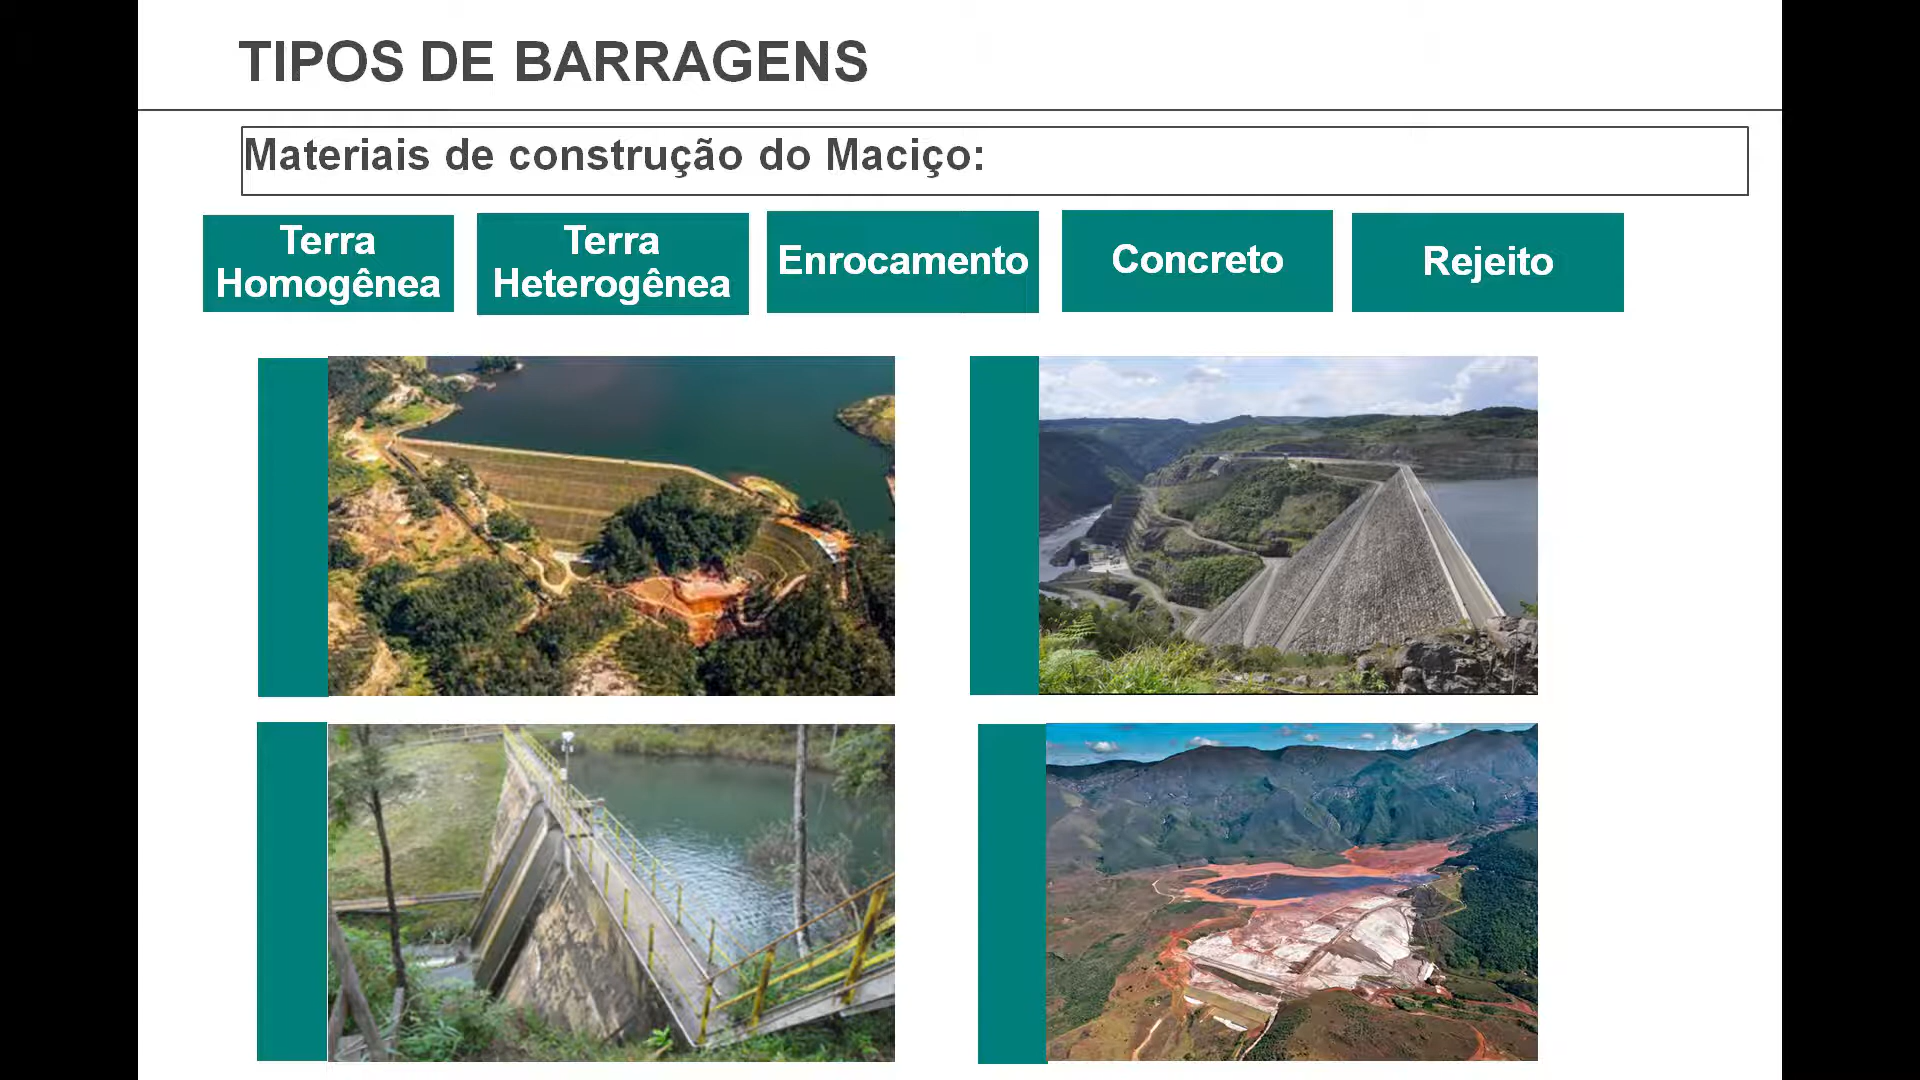 TIPOS DE BARRAGENS
Materiais de construção do Maciço:
Terra
Homogênea
Terra
Heterogênea
Enrocamento
Concreto
Rejeito